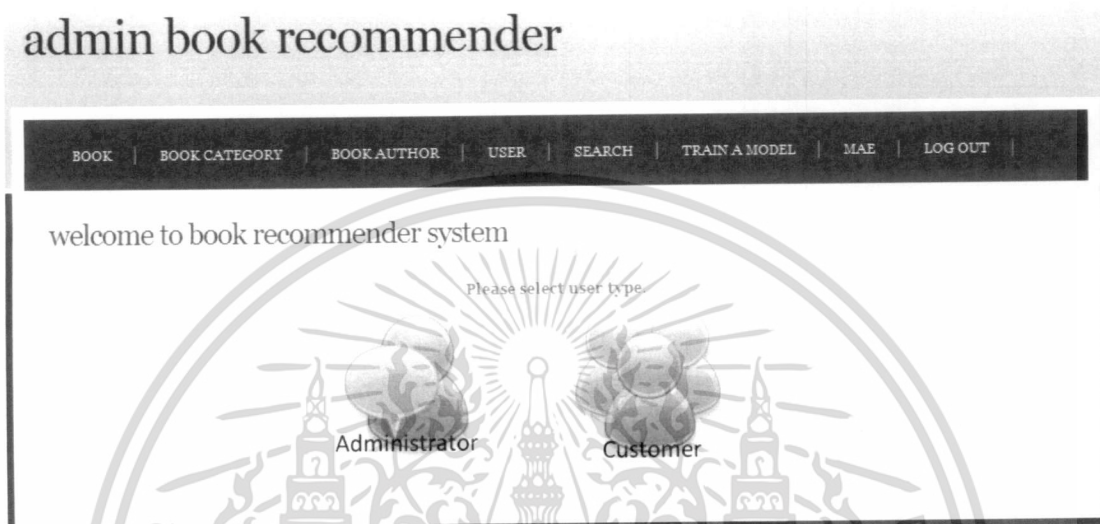 admin book recommender
BOOK | BOOK CATEGORY | BOOK AUTHOR | USER | SEARCH | TRAIN A MODEL | MAE | LOG OUT |
welcome to book recommender system
Please select user type.
Administrator Customer